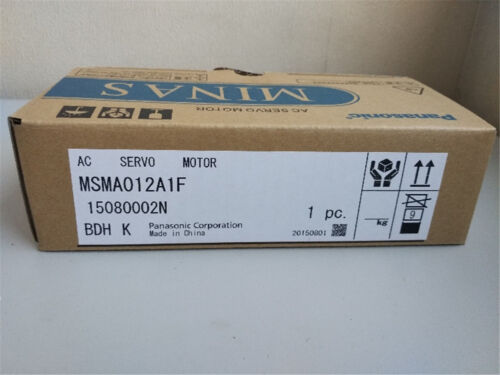 AC SERVO MOTOR
MINAS
Panasonic
AC SERVO MOTOR
MSMA012A1F
15080002N
1 pc.
BDH K
Panasonic Corporation
Made in China
20150801
kg
9